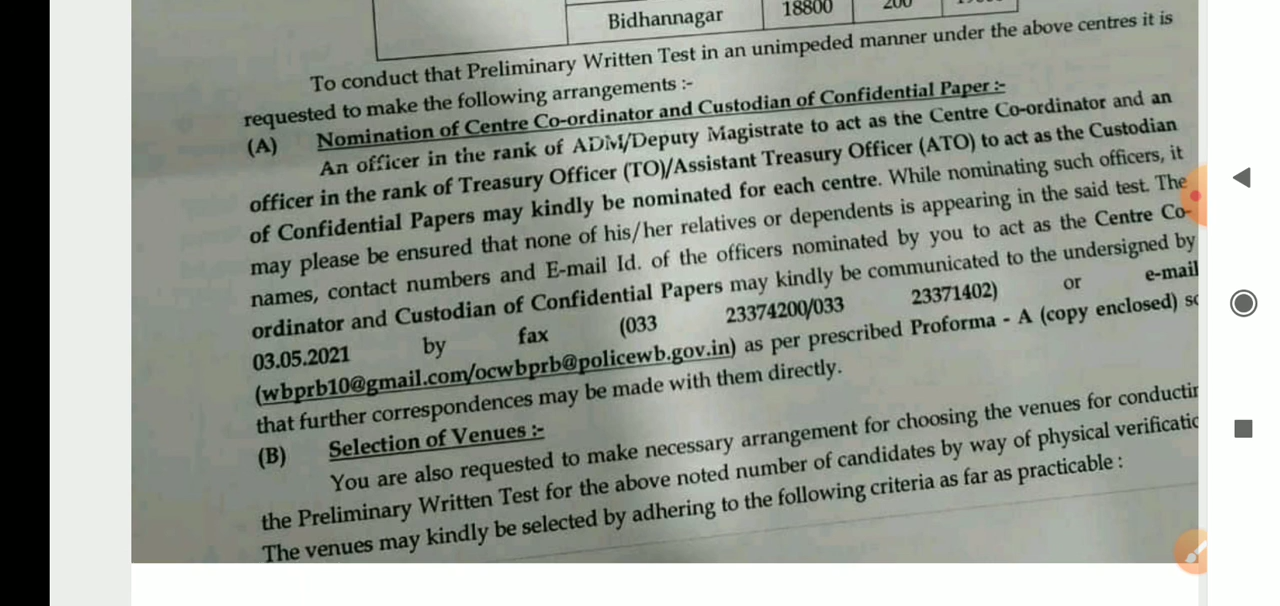 Bidhannagar 18800 200
To conduct that Preliminary Written Test in an unimpeded manner under the above centres it is
requested to make the following arrangements :-
(A) Nomination of Centre Co-ordinator and Custodian of Confidential Paper :-
An officer in the rank of ADM/Deputy Magistrate to act as the Centre Co-ordinator and an
officer in the rank of Treasury Officer (TO)/Assistant Treasury Officer (ATO) to act as the Custodian
of Confidential Papers may kindly be nominated for each centre. While nominating such officers, it
may please be ensured that none of his/her relatives or dependents is appearing in the said test. The
names, contact numbers and E-mail Id. of the officers nominated by you to act as the Centre Co-
ordinator and Custodian of Confidential Papers may kindly be communicated to the undersigned by
03.05.2021 by fax (033 23374200/033 23371402) or e-mail
(wbprb10@gmail.com/ocwbprb@policewb.gov.in) as per prescribed Proforma - A (copy enclosed) so
that further correspondences may be made with them directly.
(B) Selection of Venues :-
You are also requested to make necessary arrangement for choosing the venues for conductin
the Preliminary Written Test for the above noted number of candidates by way of physical verificatio
The venues may kindly be selected by adhering to the following criteria as far as practicable :